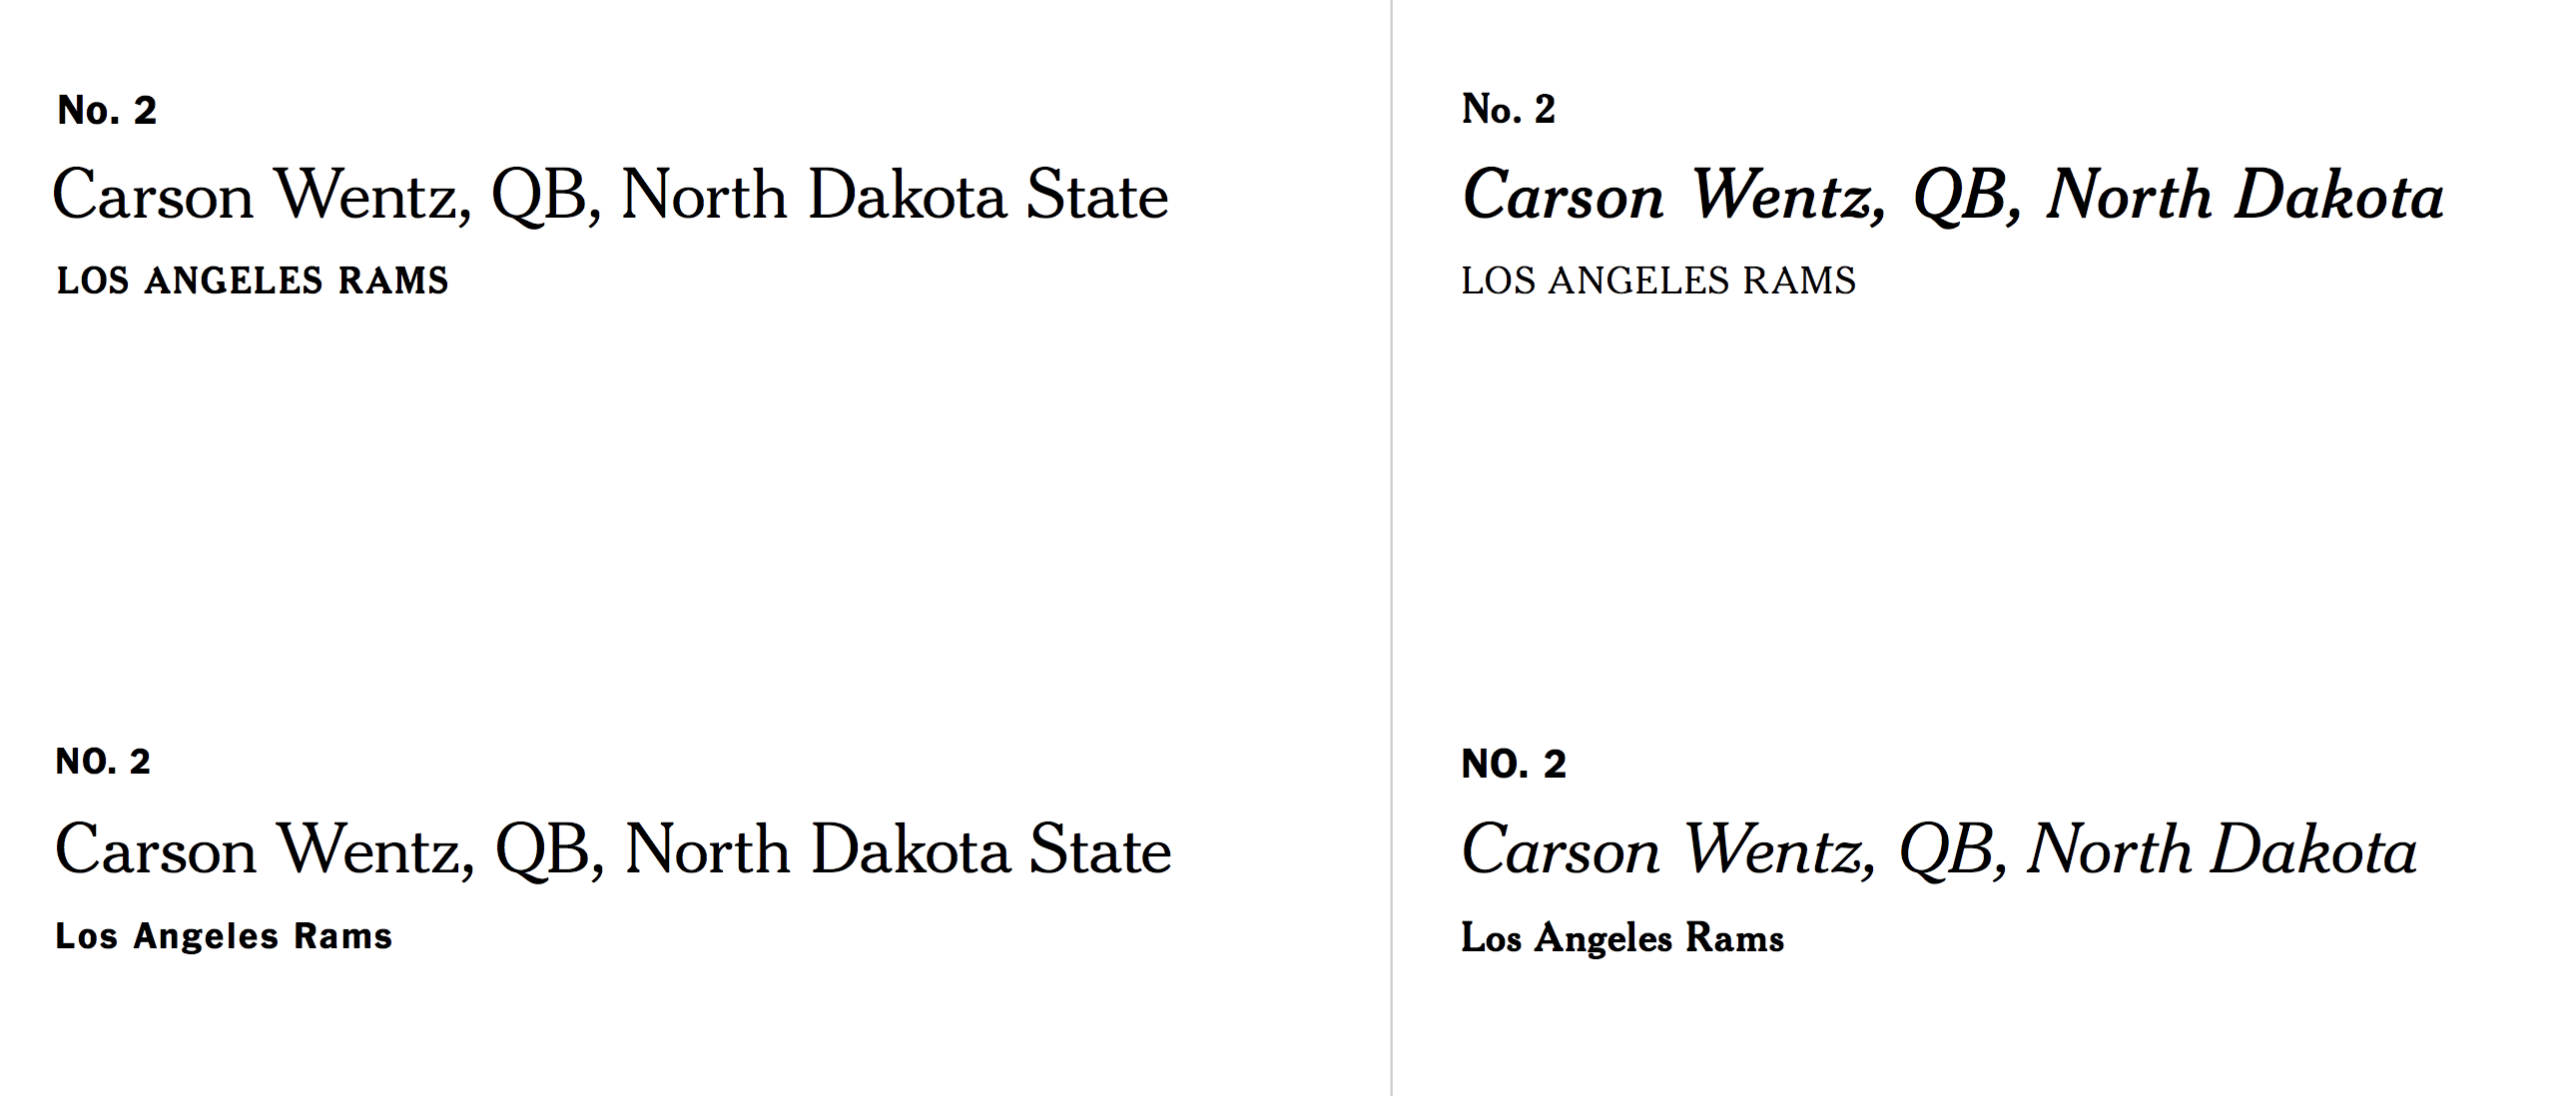 No. 2
Carson Wentz, QB, North Dakota State
LOS ANGELES RAMS
No. 2
Carson Wentz, QB, North Dakota
LOS ANGELES RAMS
NO. 2
Carson Wentz, QB, North Dakota State
Los Angeles Rams
NO. 2
Carson Wentz, QB, North Dakota
Los Angeles Rams